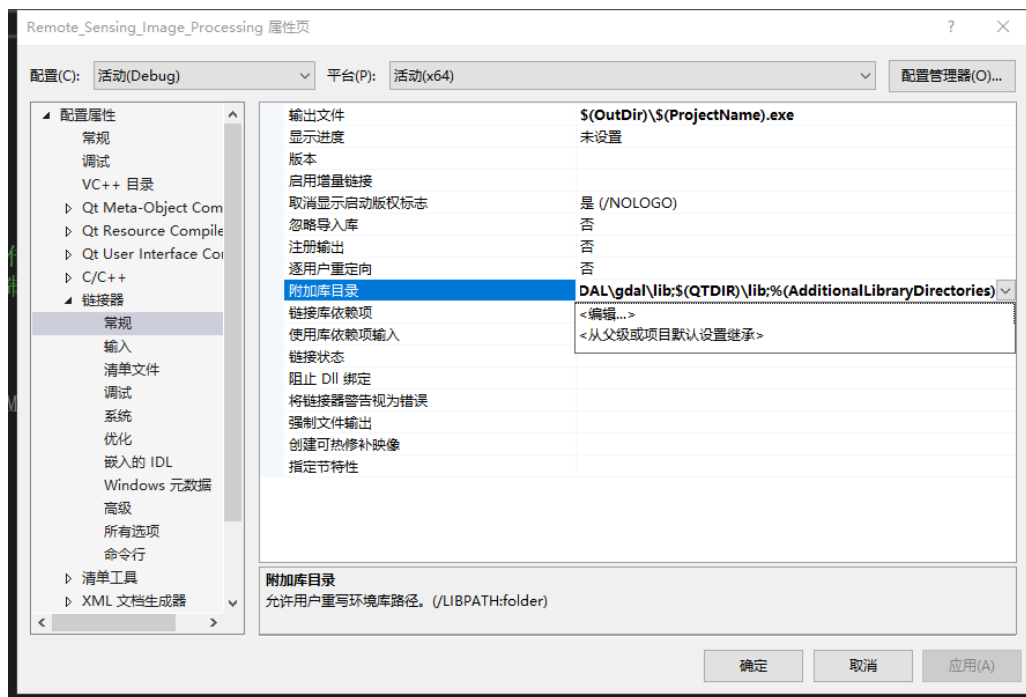 Remote_Sensing_Image_Processing 属性页
配置(C): 活动(Debug) 平台(P): 活动(x64) 配置管理器(O)...
配置属性
常规
调试
VC++ 目录
Qt Meta-Object Com
Qt Resource Compile
Qt User Interface Co
C/C++
链接器
常规
输入
清单文件
调试
系统
优化
嵌入的 IDL
Windows 元数据
高级
所有选项
命令行
清单工具
XML 文档生成器
输出文件 $(OutDir)\$(ProjectName).exe
显示进度 未设置
版本
启用增量链接
取消显示启动版权标志 是 (/NOLOGO)
忽略导入库 否
注册输出 否
逐用户重定向 否
附加库目录 DAL\gdal\lib;$(QTDIR)\lib;%(AdditionalLibraryDirectories)
<编辑...>
<从父级或项目默认设置继承>
链接库依赖项
使用库依赖项输入
链接状态
阻止 Dll 绑定
将链接器警告视为错误
强制文件输出
创建可热修补映像
指定节特性
附加库目录
允许用户重写环境库路径。(/LIBPATH:folder)
确定 取消 应用(A)